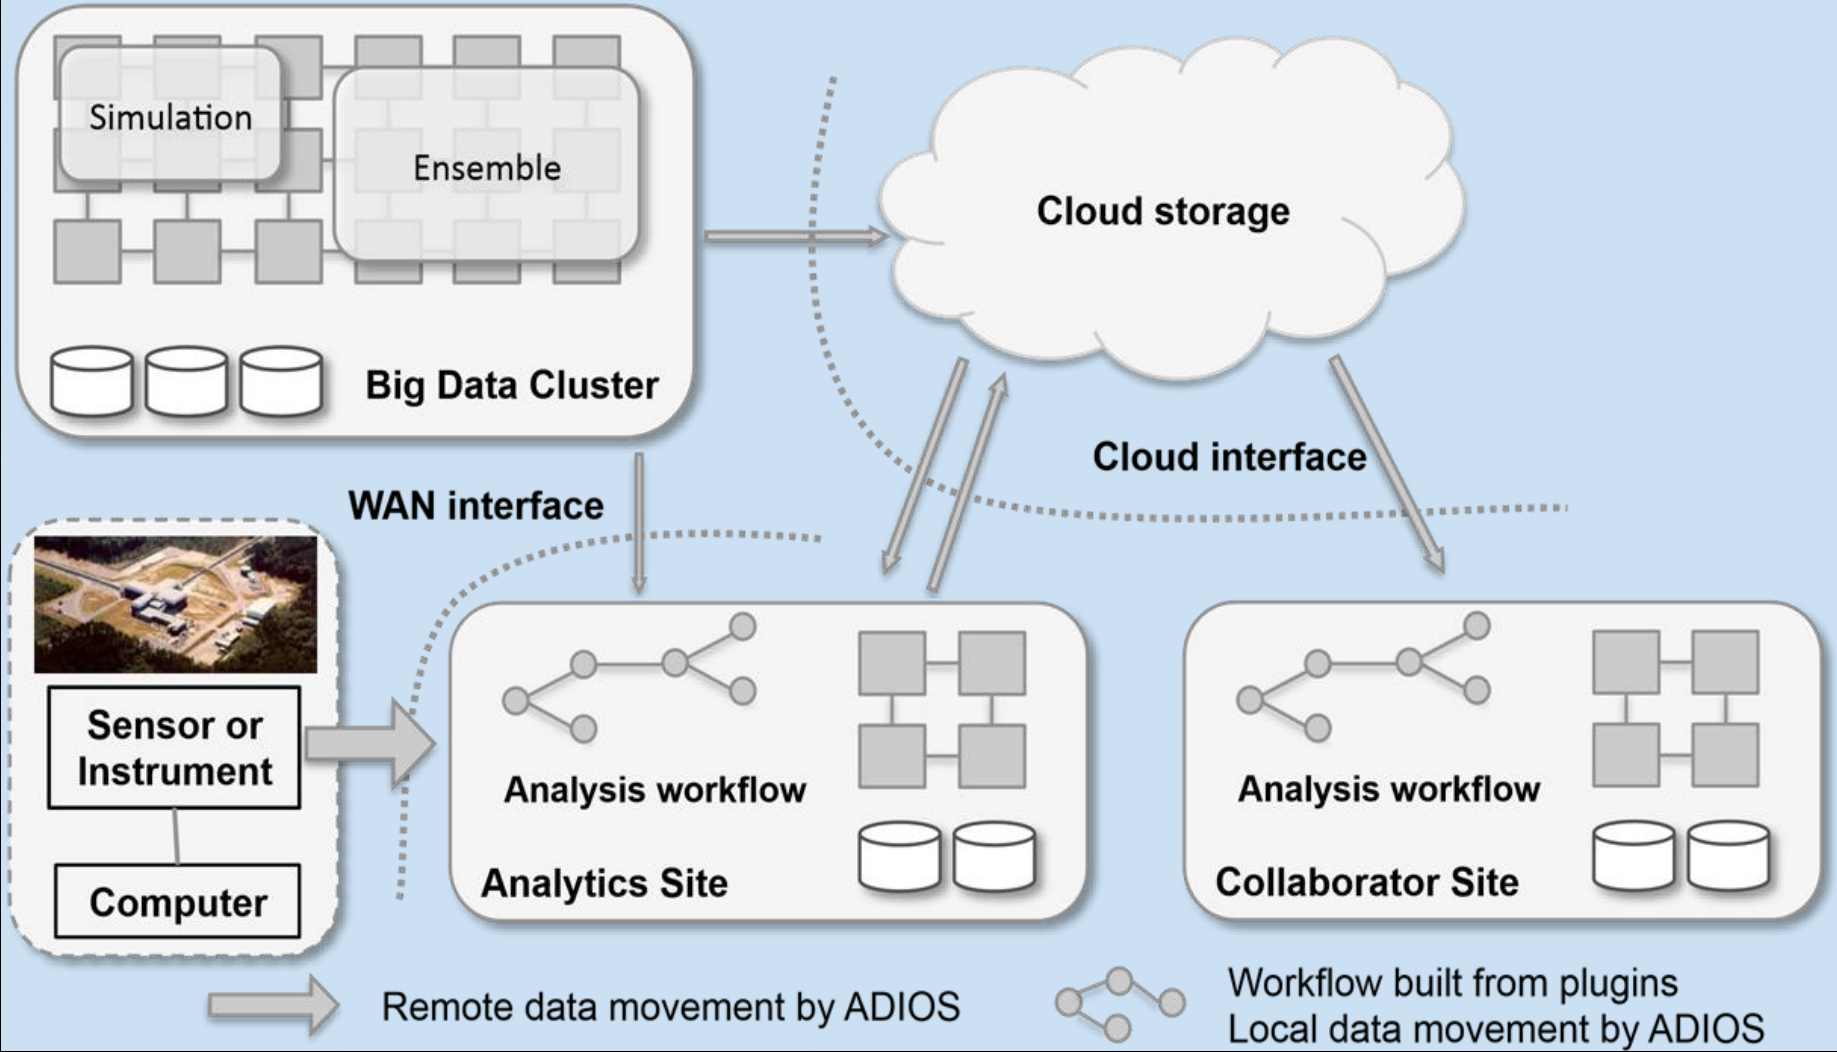 Simulation
Ensemble
Big Data Cluster
Cloud storage
Cloud interface
WAN interface
Sensor or
Instrument
Computer
Analysis workflow
Analytics Site
Analysis workflow
Collaborator Site
Remote data movement by ADIOS
Workflow built from plugins
Local data movement by ADIOS